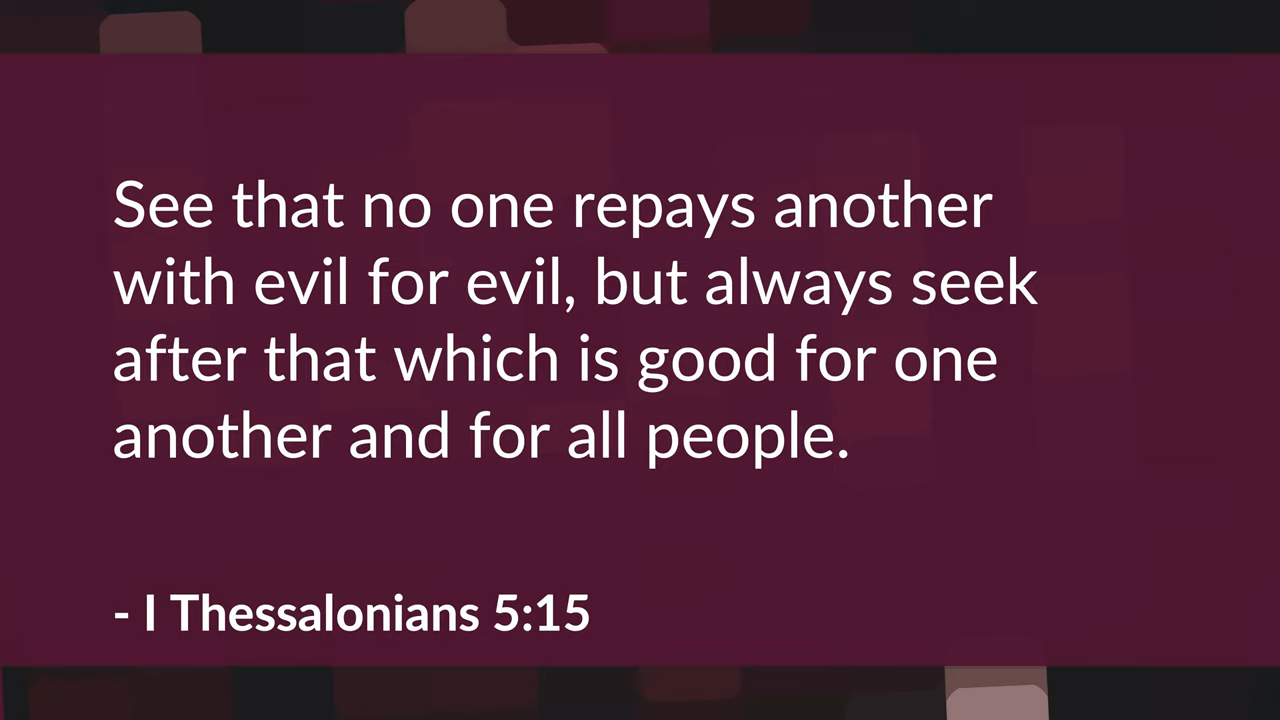 See that no one repays another
with evil for evil, but always seek
after that which is good for one
another and for all people.
- I Thessalonians 5:15